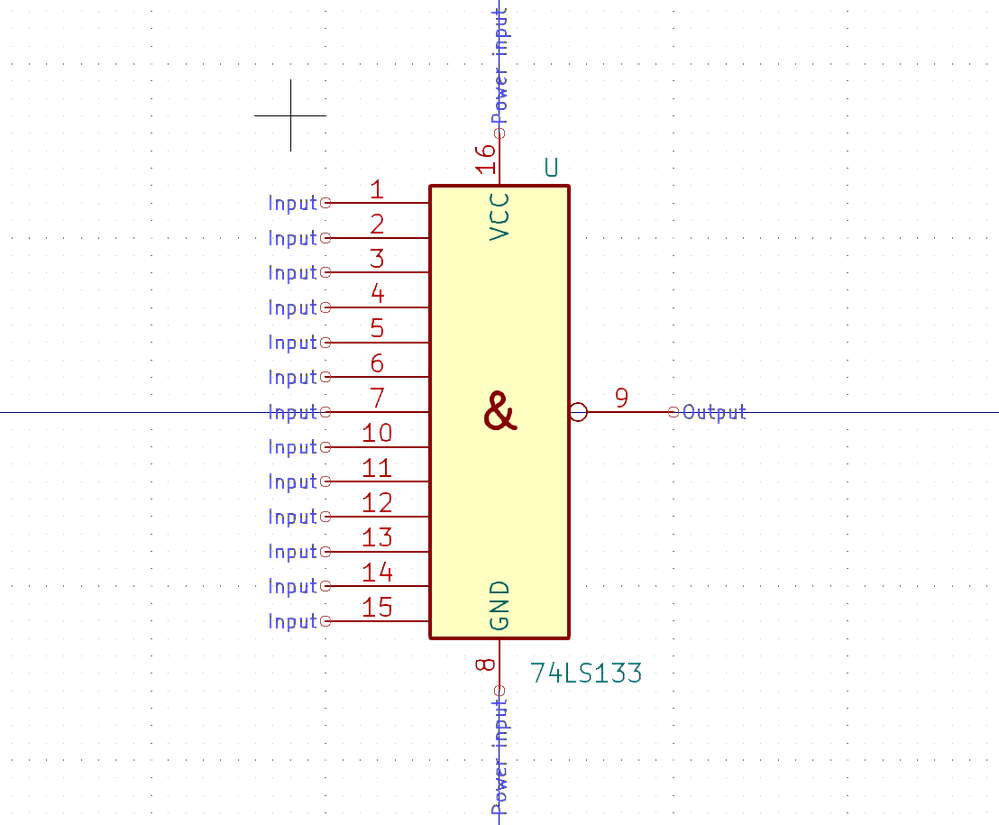 Power input
16
U
VCC
Input 1
Input 2
Input 3
Input 4
Input 5
Input 6
Input 7
&
9 Output
Input 10
Input 11
Input 12
Input 13
Input 14
Input 15
GND
8
74LS133
Power input